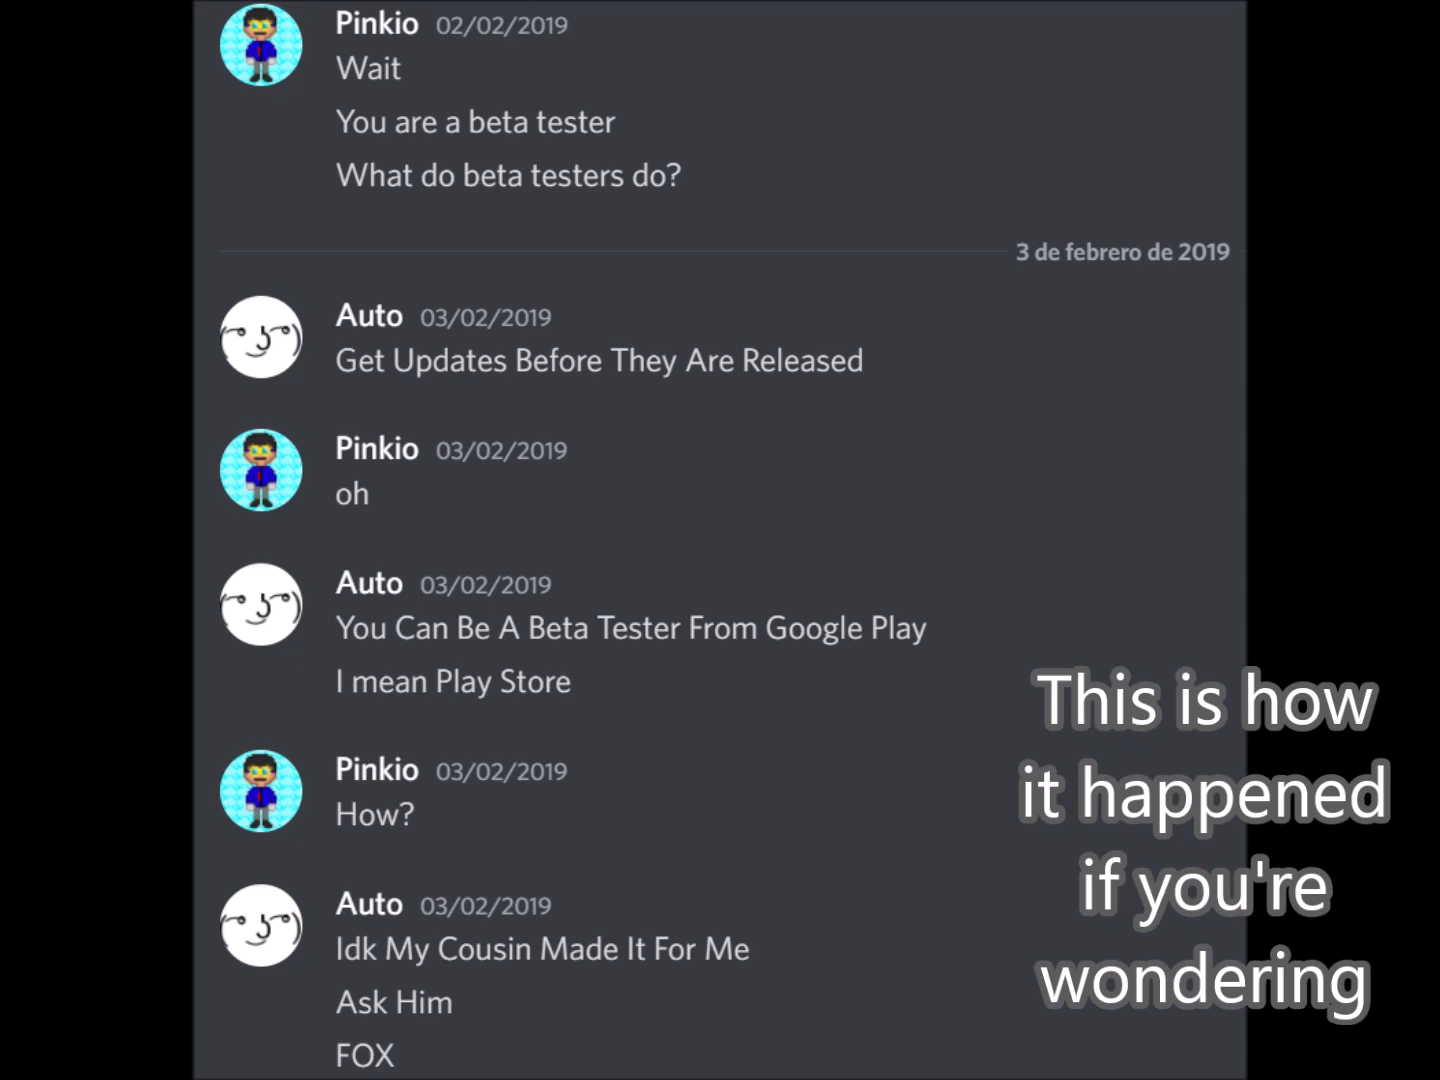 Pinkio 02/02/2019
Wait
You are a beta tester
What do beta testers do?
3 de febrero de 2019
Auto 03/02/2019
Get Updates Before They Are Released
Pinkio 03/02/2019
oh
Auto 03/02/2019
You Can Be A Beta Tester From Google Play
I mean Play Store
Pinkio 03/02/2019
How?
Auto 03/02/2019
Idk My Cousin Made It For Me
Ask Him
FOX
This is how
it happened
if you're
wondering